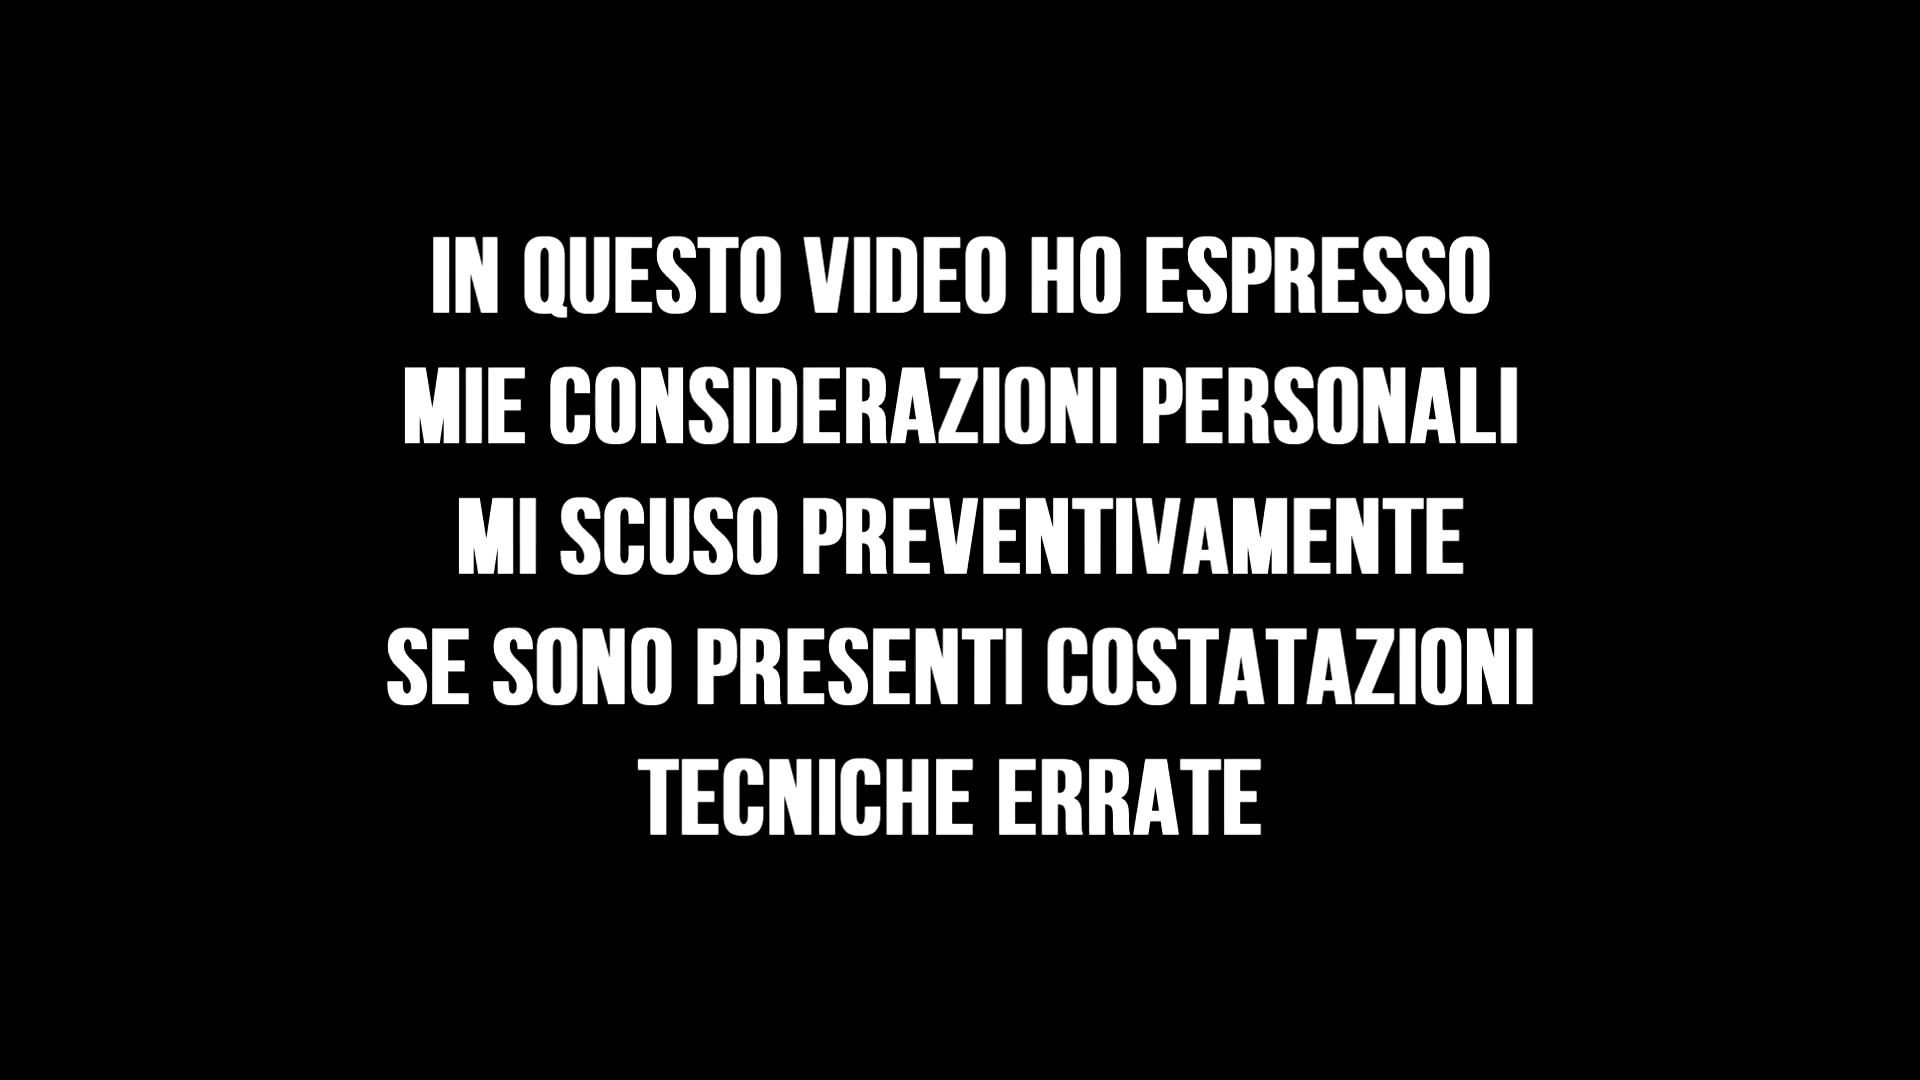 IN QUESTO VIDEO HO ESPRESSO
MIE CONSIDERAZIONI PERSONALI
MI SCUSO PREVENTIVAMENTE
SE SONO PRESENTI COSTATAZIONI
TECNICHE ERRATE